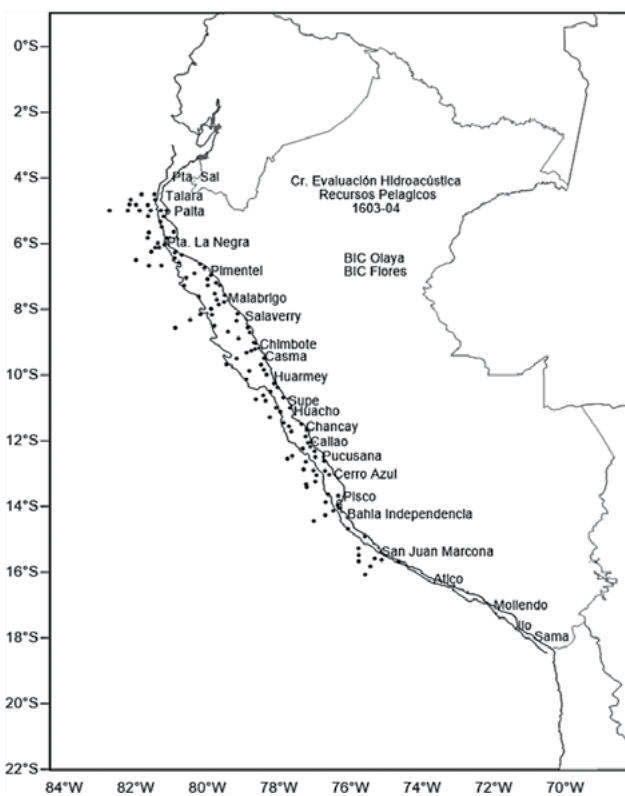 0°S
2°S
4°S
6°S
8°S
10°S
12°S
14°S
16°S
18°S
20°S
22°S
84°W
82°W
80°W
78°W
76°W
74°W
72°W
70°W
Cr. Evaluación Hidroacústica
Recursos Pelagicos
1603-04
BIC Olaya
BIC Flores
Pta. Sal
Talara
Paita
Pta. La Negra
Pimentel
Malabrigo
Salaverry
Chimbote
Casma
Huarmey
Supe
Huacho
Chancay
Callao
Pucusana
Cerro Azul
Pisco
Bahia Independencia
San Juan Marcona
Atico
Mollendo
Ilo
Sama